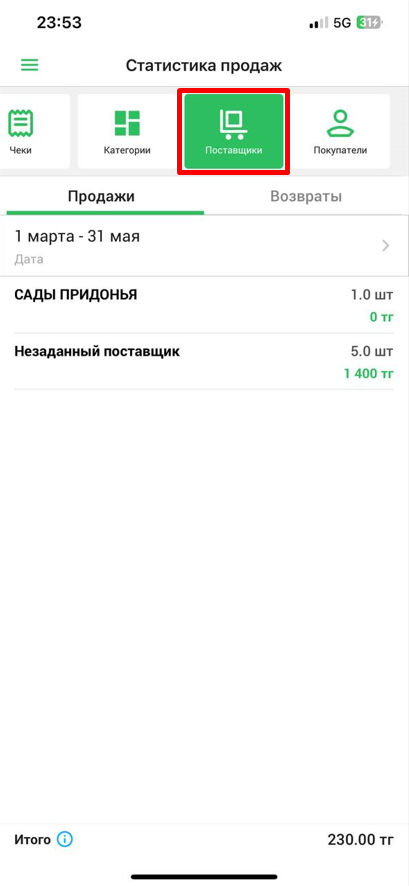 23:53
5G 31
Статистика продаж
Чеки
Категории
Поставщики
Покупатели
Продажи
Возвраты
1 марта - 31 мая
Дата
САДЫ ПРИДОНЬЯ
1.0 шт
0 тг
Незаданный поставщик
5.0 шт
1 400 тг
Итого
230.00 тг